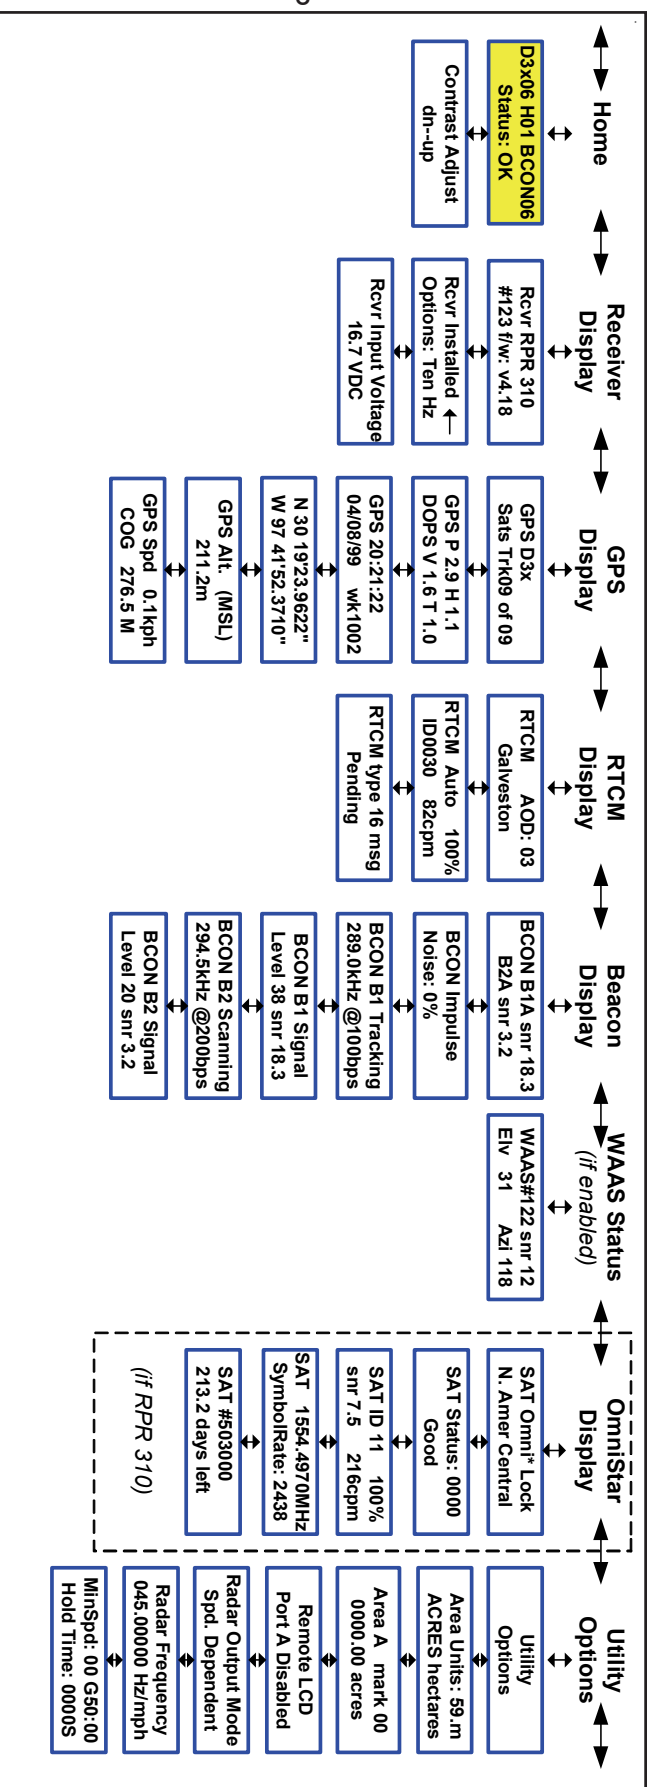 Home
D3x06 H01 BCON06
Status: OK
Contrast Adjust
dn--up
Receiver
Display
Rcvr RPR 310
#123 f/w: v4.18
Rcvr Installed ←
Options: Ten Hz
Rcvr Input Voltage
16.7 VDC
GPS
Display
GPS D3x
Sats Trk09 of 09
GPS P 2.9 H 1.1
DOPS V 1.6 T 1.0
GPS 20:21:22
04/08/99 wk1002
N 30 19'23.9622"
W 97 41'52.3710"
GPS Alt. (MSL)
211.2m
GPS Spd 0.1kph
COG 276.5 M
RTCM
Display
RTCM AOD: 03
Galveston
RTCM Auto 100%
ID0030 82cpm
RTCM type 16 msg
Pending
Beacon
Display
BCON B1A snr 18.3
B2A snr 3.2
BCON Impulse
Noise: 0%
BCON B1 Tracking
289.0kHz @100bps
BCON B1 Signal
Level 38 snr 18.3
BCON B2 Scanning
294.5kHz @200bps
BCON B2 Signal
Level 20 snr 3.2
WAAS Status
(if enabled)
WAAS#122 snr 12
Elv 31 Azi 118
OmniStar
Display
SAT Omni* Lock
N. Amer Central
SAT Status: 0000
Good
SAT ID 11 100%
snr 7.5 216cpm
SAT 1554.4970MHz
SymbolRate: 2438
SAT #503000
213.2 days left
(if RPR 310)
Utility
Options
Utility
Options
Area Units: 59.m
ACRES hectares
Area A mark 00
0000.00 acres
Remote LCD
Port A Disabled
Radar Output Mode
Spd. Dependent
Radar Frequency
045.00000 Hz/mph
MinSpd: 00 G50:00
Hold Time: 0000S